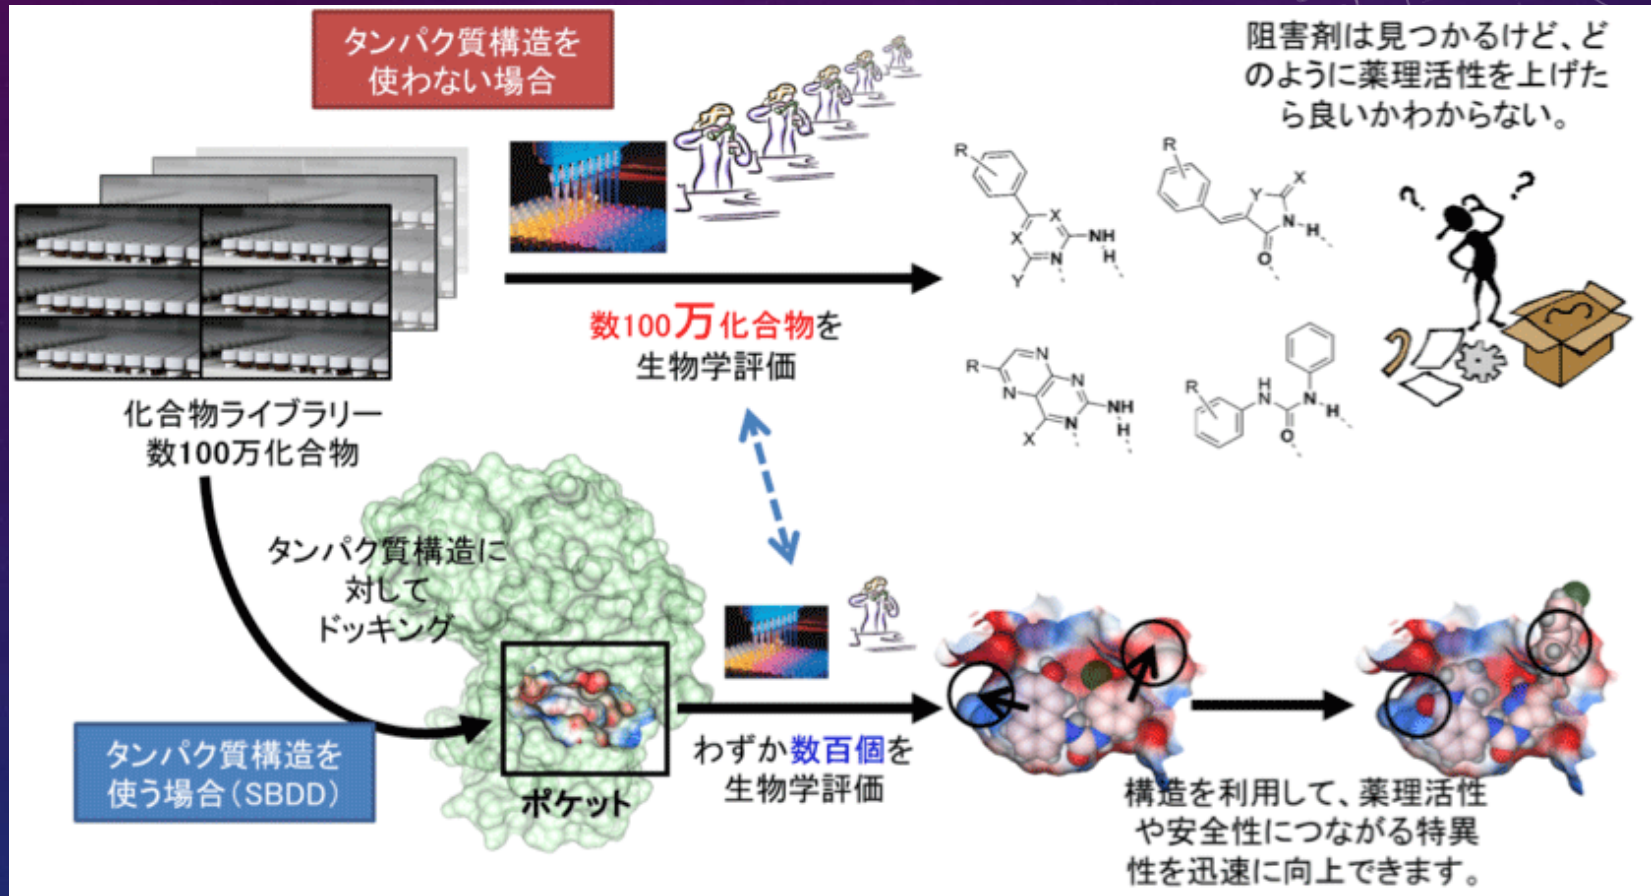 タンパク質構造を
使わない場合
阻害剤は見つかるけど、ど
のように薬理活性を上げた
ら良いかわからない。
数100万化合物を
生物学評価
化合物ライブラリー
数100万化合物
R
X
X
Y
N
NH
H
R
Y
X
N
H
O
? ?
R
N
N
N
N
X
NH
H
R
H
N
O
N
H
タンパク質構造に
対して
ドッキング
ポケット
タンパク質構造を
使う場合（SBDD）
わずか数百個を
生物学評価
構造を利用して、薬理活性
や安全性につながる特異
性を迅速に向上できます。